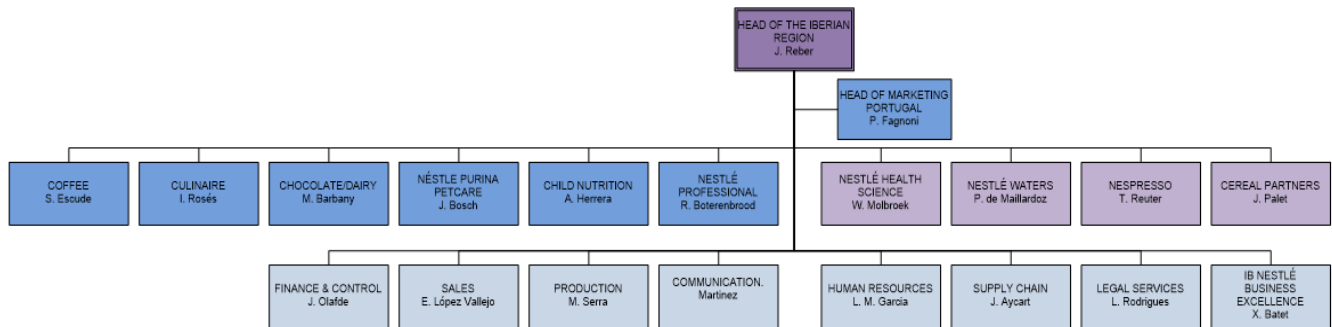 HEAD OF THE IBERIAN
REGION
J. Reber
HEAD OF MARKETING
PORTUGAL
P. Fagnoni
COFFEE
S. Escude
CULINAIRE
I. Rosés
CHOCOLATE/DAIRY
M. Barbany
NÉSTLE PURINA
PETCARE
J. Bosch
CHILD NUTRITION
A. Herrera
NESTLÉ
PROFESSIONAL
R. Boterenbrood
NESTLÉ HEALTH
SCIENCE
W. Molbroek
NESTLÉ WATERS
P. de Maillardoz
NESPRESSO
T. Reuter
CEREAL PARTNERS
J. Palet
FINANCE & CONTROL
J. Olafde
SALES
E. López Vallejo
PRODUCTION
M. Serra
COMMUNICATION.
Martinez
HUMAN RESOURCES
L. M. Garcia
SUPPLY CHAIN
J. Aycart
LEGAL SERVICES
L. Rodrigues
IB NESTLÉ
BUSINESS
EXCELLENCE
X. Batet